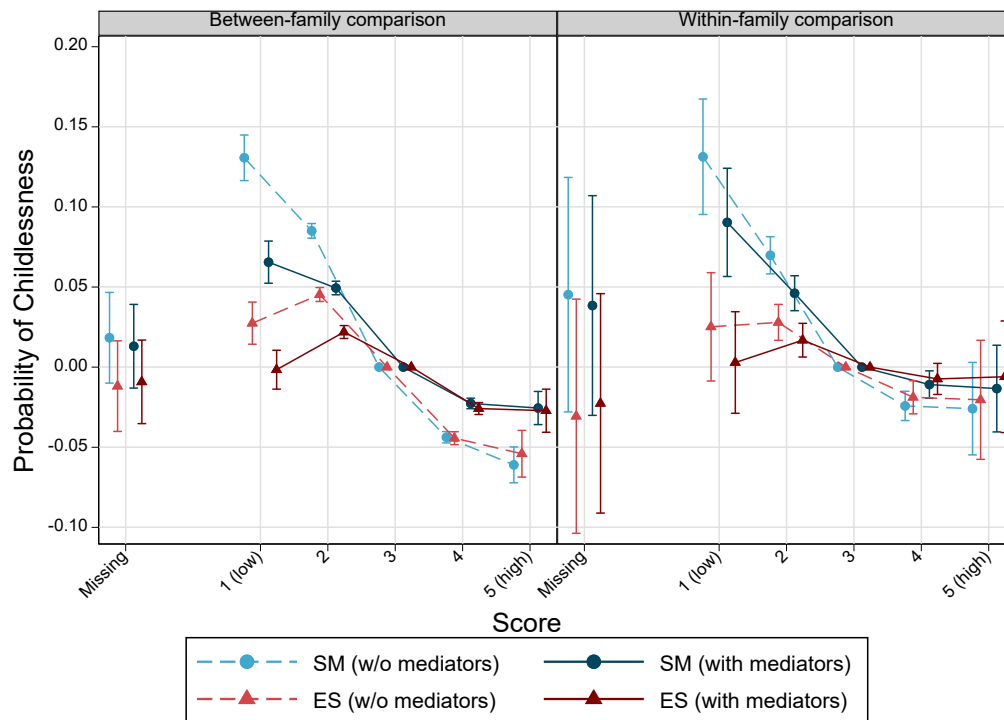 Between-family comparison
Within-family comparison
Probability of Childlessness
0.20
0.15
0.10
0.05
0.00
-0.05
-0.10
Missing
1 (low)
2
3
4
5 (high)
Missing
1 (low)
2
3
4
5 (high)
Score
SM (w/o mediators)
SM (with mediators)
ES (w/o mediators)
ES (with mediators)